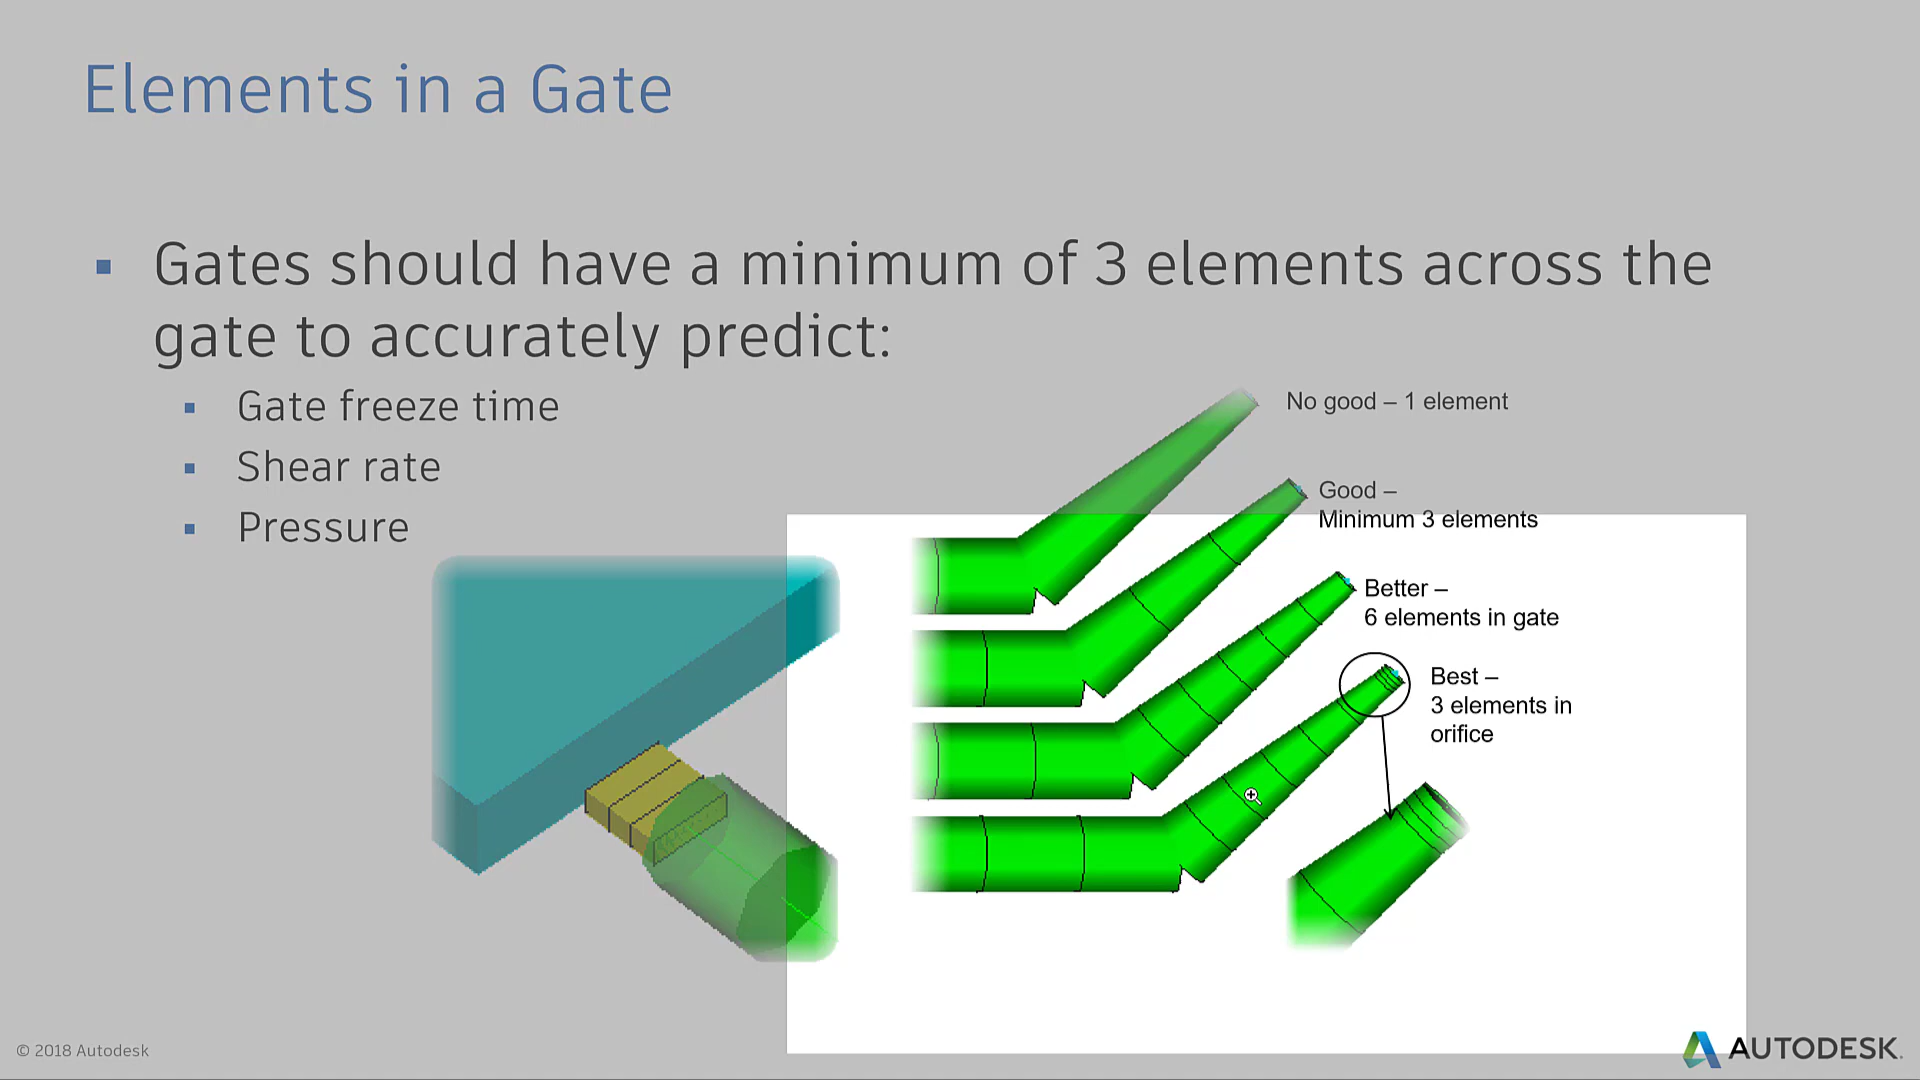 Elements in a Gate
▪ Gates should have a minimum of 3 elements across the
gate to accurately predict:
▪ Gate freeze time
▪ Shear rate
▪ Pressure
No good – 1 element
Good –
Minimum 3 elements
Better –
6 elements in gate
Best –
3 elements in
orifice
© 2018 Autodesk
AUTODESK.